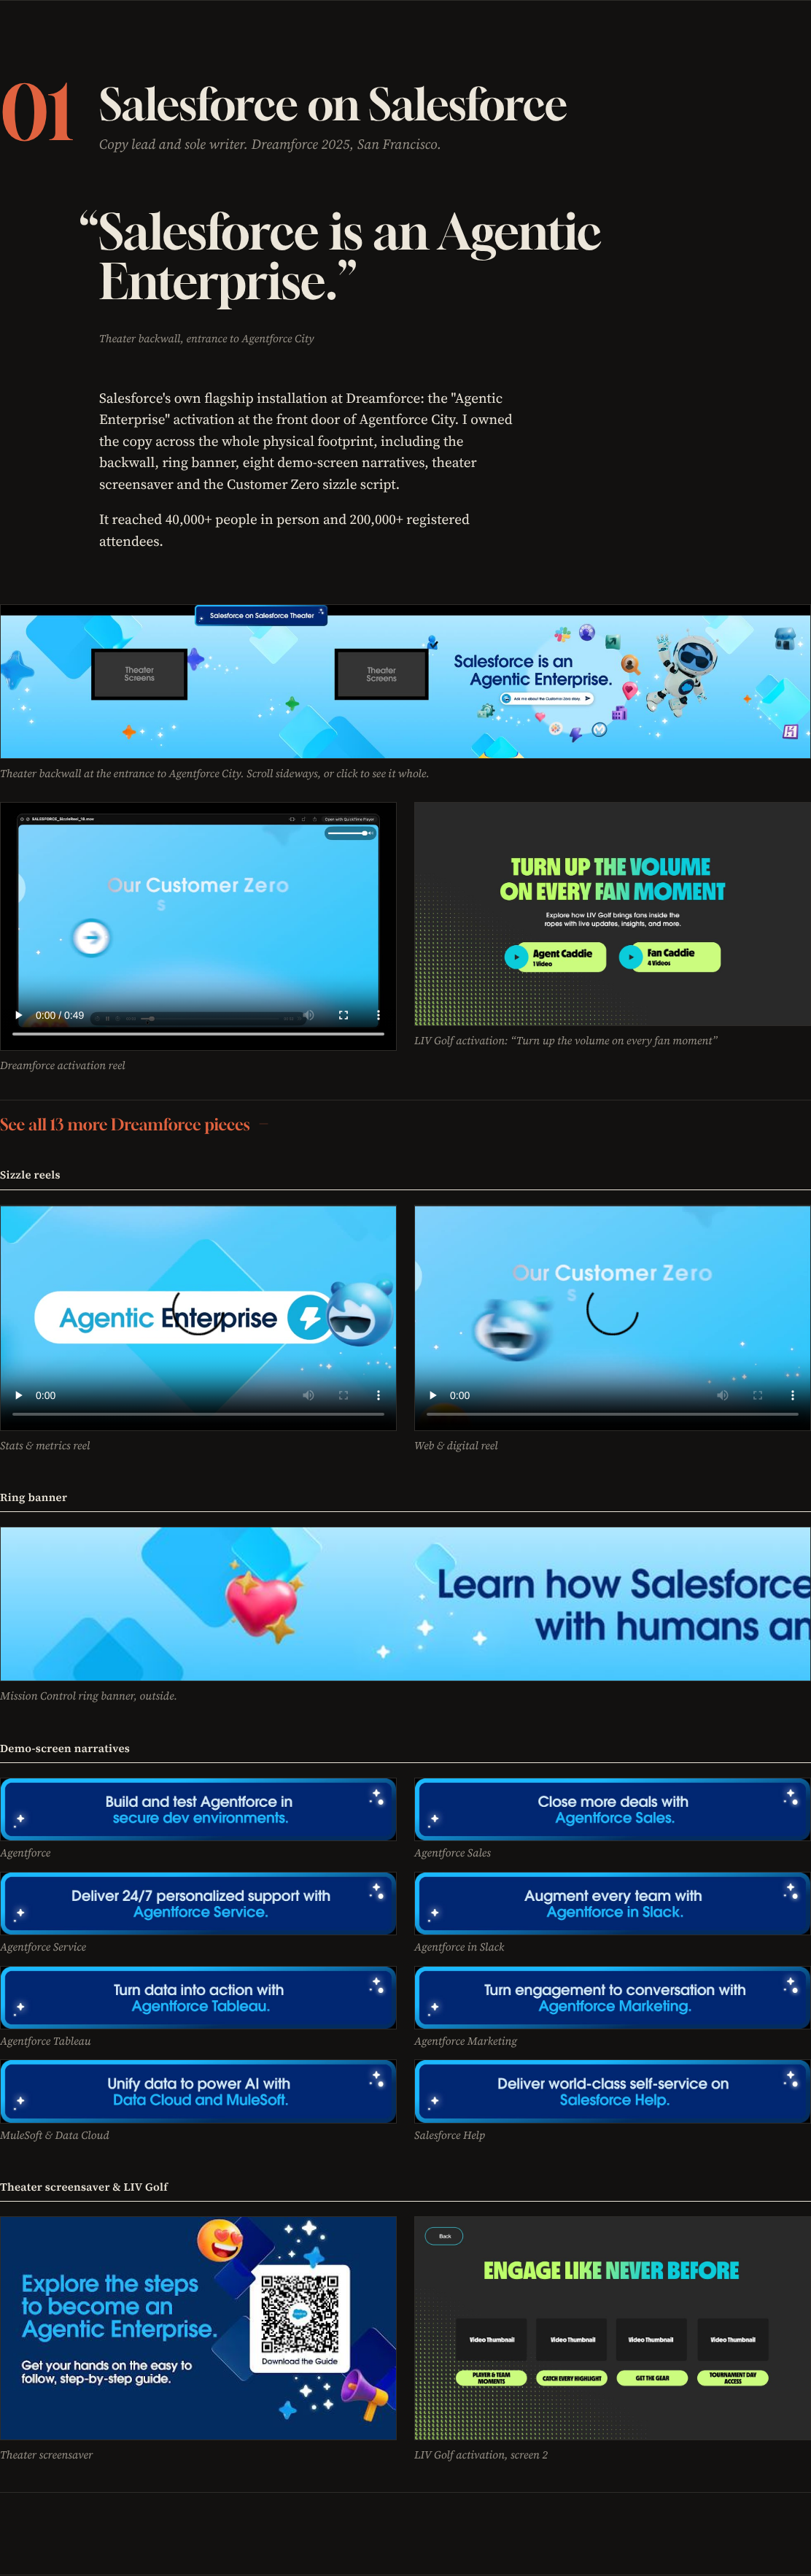 01
Salesforce on Salesforce
Copy lead and sole writer. Dreamforce 2025, San Francisco.
“Salesforce is an Agentic
Enterprise.”
Theater backwall, entrance to Agentforce City
Salesforce's own flagship installation at Dreamforce: the "Agentic
Enterprise" activation at the front door of Agentforce City. I owned
the copy across the whole physical footprint, including the
backwall, ring banner, eight demo-screen narratives, theater
screensaver and the Customer Zero sizzle script.
It reached 40,000+ people in person and 200,000+ registered
attendees.
Salesforce on Salesforce Theater
Theater
Screens
Theater
Screens
Salesforce is an
Agentic Enterprise.
Ask me about the Customer Zero story.
Theater backwall at the entrance to Agentforce City. Scroll sideways, or click to see it whole.
SALESFORCE_SizzleReel_16.mov
Open with QuickTime Player
Our Customer Zero
S
0:00 / 0:49
Dreamforce activation reel
TURN UP THE VOLUME
ON EVERY FAN MOMENT
Explore how LIV Golf brings fans inside the
ropes with live updates, insights, and more.
Agent Caddie
1 Video
Fan Caddie
4 Videos
LIV Golf activation: “Turn up the volume on every fan moment”
See all 13 more Dreamforce pieces
Sizzle reels
Agentic Enterprise
0:00
Stats & metrics reel
Our Customer Zero
S
0:00
Web & digital reel
Ring banner
Learn how Salesforce
with humans an
Mission Control ring banner, outside.
Demo-screen narratives
Build and test Agentforce in
secure dev environments.
Agentforce
Close more deals with
Agentforce Sales.
Agentforce Sales
Deliver 24/7 personalized support with
Agentforce Service.
Agentforce Service
Augment every team with
Agentforce in Slack.
Agentforce in Slack
Turn data into action with
Agentforce Tableau.
Agentforce Tableau
Turn engagement to conversation with
Agentforce Marketing.
Agentforce Marketing
Unify data to power AI with
Data Cloud and MuleSoft.
MuleSoft & Data Cloud
Deliver world-class self-service on
Salesforce Help.
Salesforce Help
Theater screensaver & LIV Golf
Explore the steps
to become an
Agentic Enterprise.
Get your hands on the easy to
follow, step-by-step guide.
Download the Guide
Theater screensaver
Back
ENGAGE LIKE NEVER BEFORE
Video Thumbnail
Video Thumbnail
Video Thumbnail
Video Thumbnail
PLAYER & TEAM
MOMENTS
CATCH EVERY HIGHLIGHT
GET THE GEAR
TOURNAMENT DAY
ACCESS
LIV Golf activation, screen 2